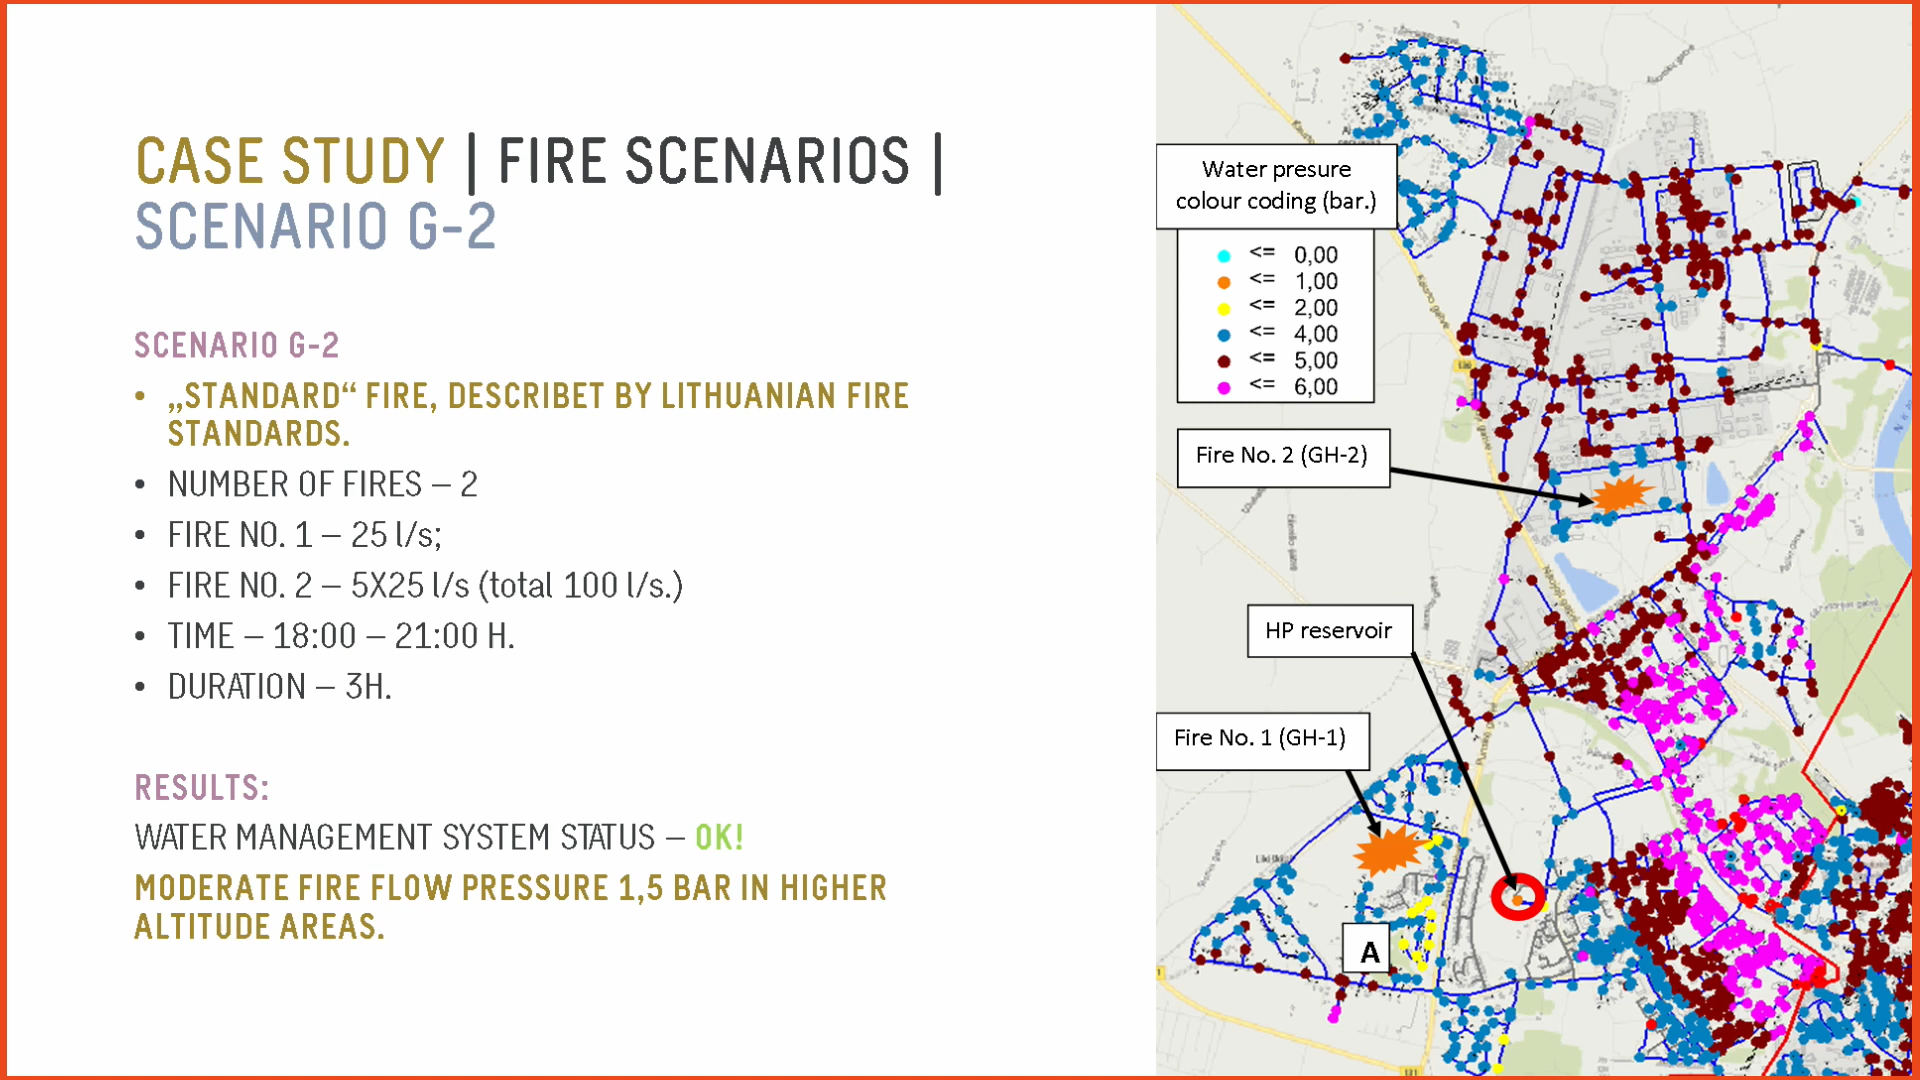 CASE STUDY | FIRE SCENARIOS |
SCENARIO G-2
SCENARIO G-2
• „STANDARD“ FIRE, DESCRIBET BY LITHUANIAN FIRE
STANDARDS.
• NUMBER OF FIRES – 2
• FIRE NO. 1 – 25 l/s;
• FIRE NO. 2 – 5X25 l/s (total 100 l/s.)
• TIME – 18:00 – 21:00 H.
• DURATION – 3H.
RESULTS:
WATER MANAGEMENT SYSTEM STATUS – OK!
MODERATE FIRE FLOW PRESSURE 1,5 BAR IN HIGHER
ALTITUDE AREAS.
Water presure
colour coding (bar.)
<= 0,00
<= 1,00
<= 2,00
<= 4,00
<= 5,00
<= 6,00
Fire No. 2 (GH-2)
HP reservoir
Fire No. 1 (GH-1)
A